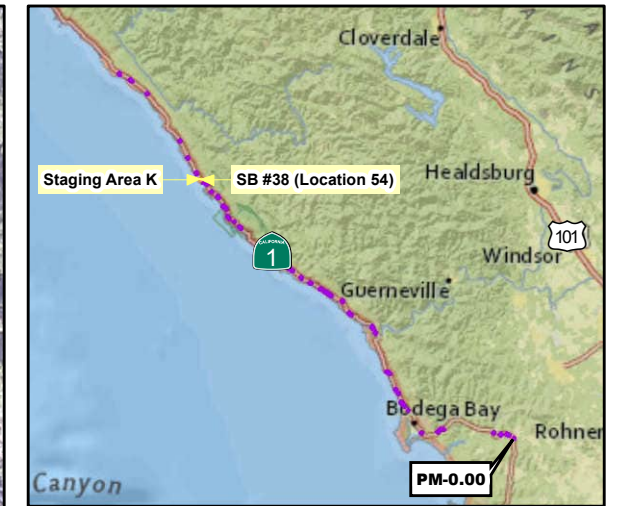 Cloverdale
A I N S
Staging Area K
SB #38 (Location 54)
Healdsburg
101
Windsor
CALIFORNIA
1
Guerneville
Bodega Bay
Rohner
PM-0.00
Canyon